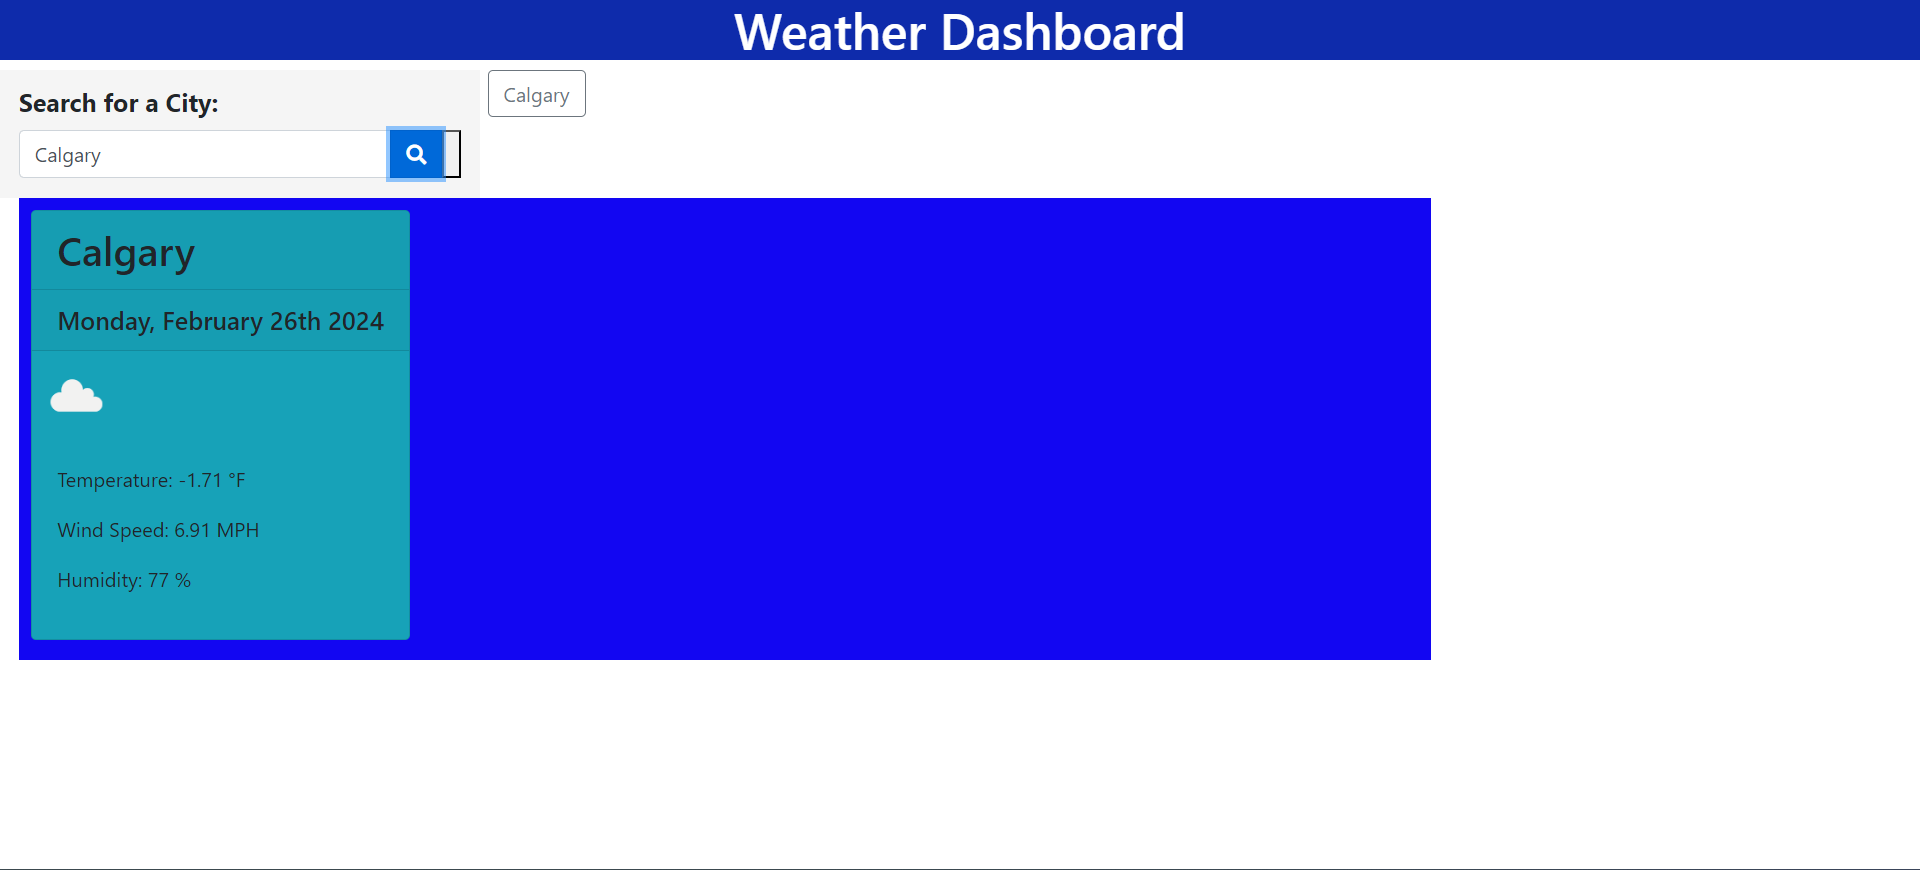 Weather Dashboard
Search for a City:
Calgary
Calgary
Calgary
Monday, February 26th 2024
Temperature: -1.71 °F
Wind Speed: 6.91 MPH
Humidity: 77 %